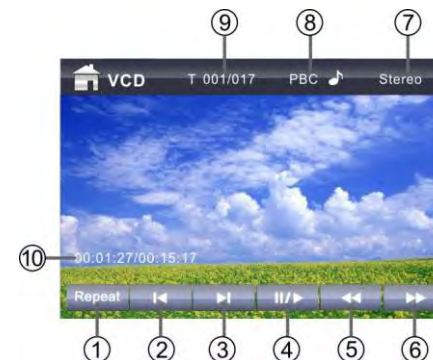 ⑨ ⑧ ⑦
VCD T 001/017 PBC Stereo
⑩ 00:01:27/00:15:17
Repeat
① ② ③ ④ ⑤ ⑥